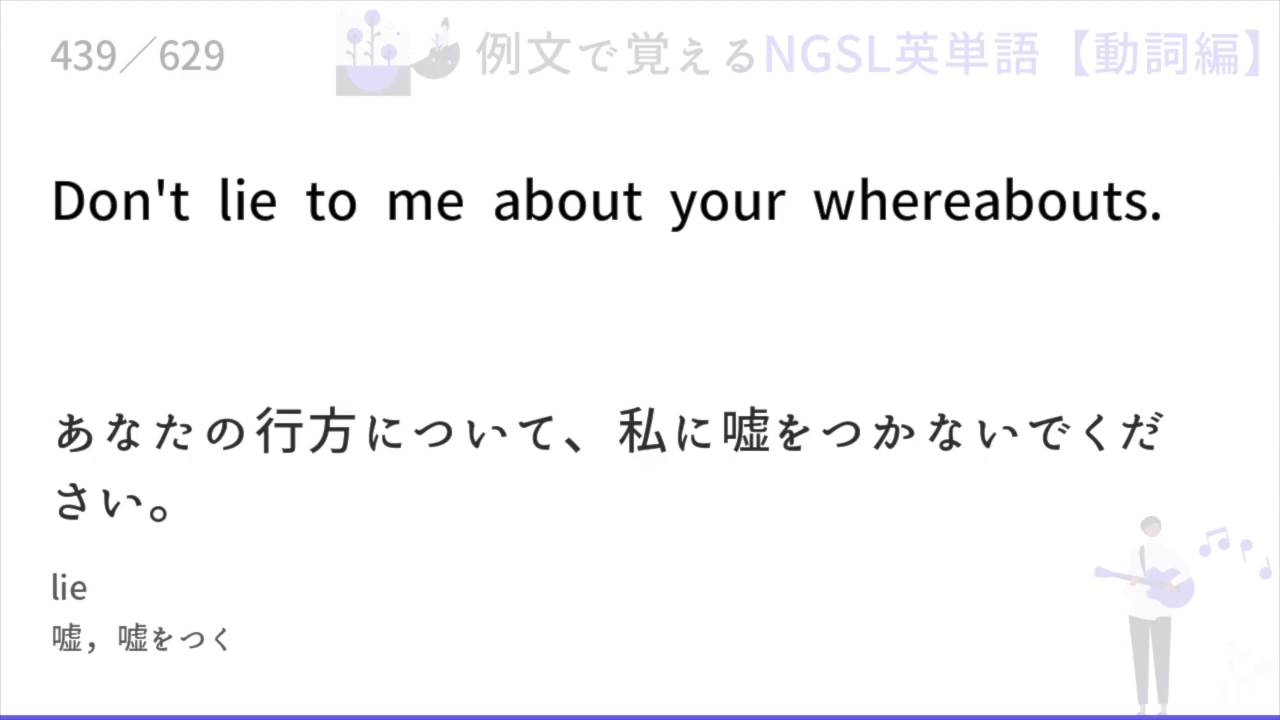 439／629
例文で覚えるNGSL英単語【動詞編】
Don't lie to me about your whereabouts.
あなたの行方について、私に嘘をつかないでくだ
さい。
lie
嘘，嘘をつく